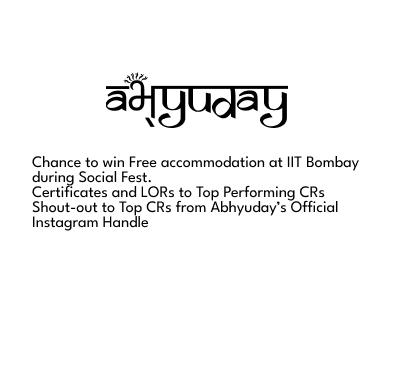 aभyuday
Chance to win Free accommodation at IIT Bombay
during Social Fest.
Certificates and LORs to Top Performing CRs
Shout-out to Top CRs from Abhyuday’s Official
Instagram Handle